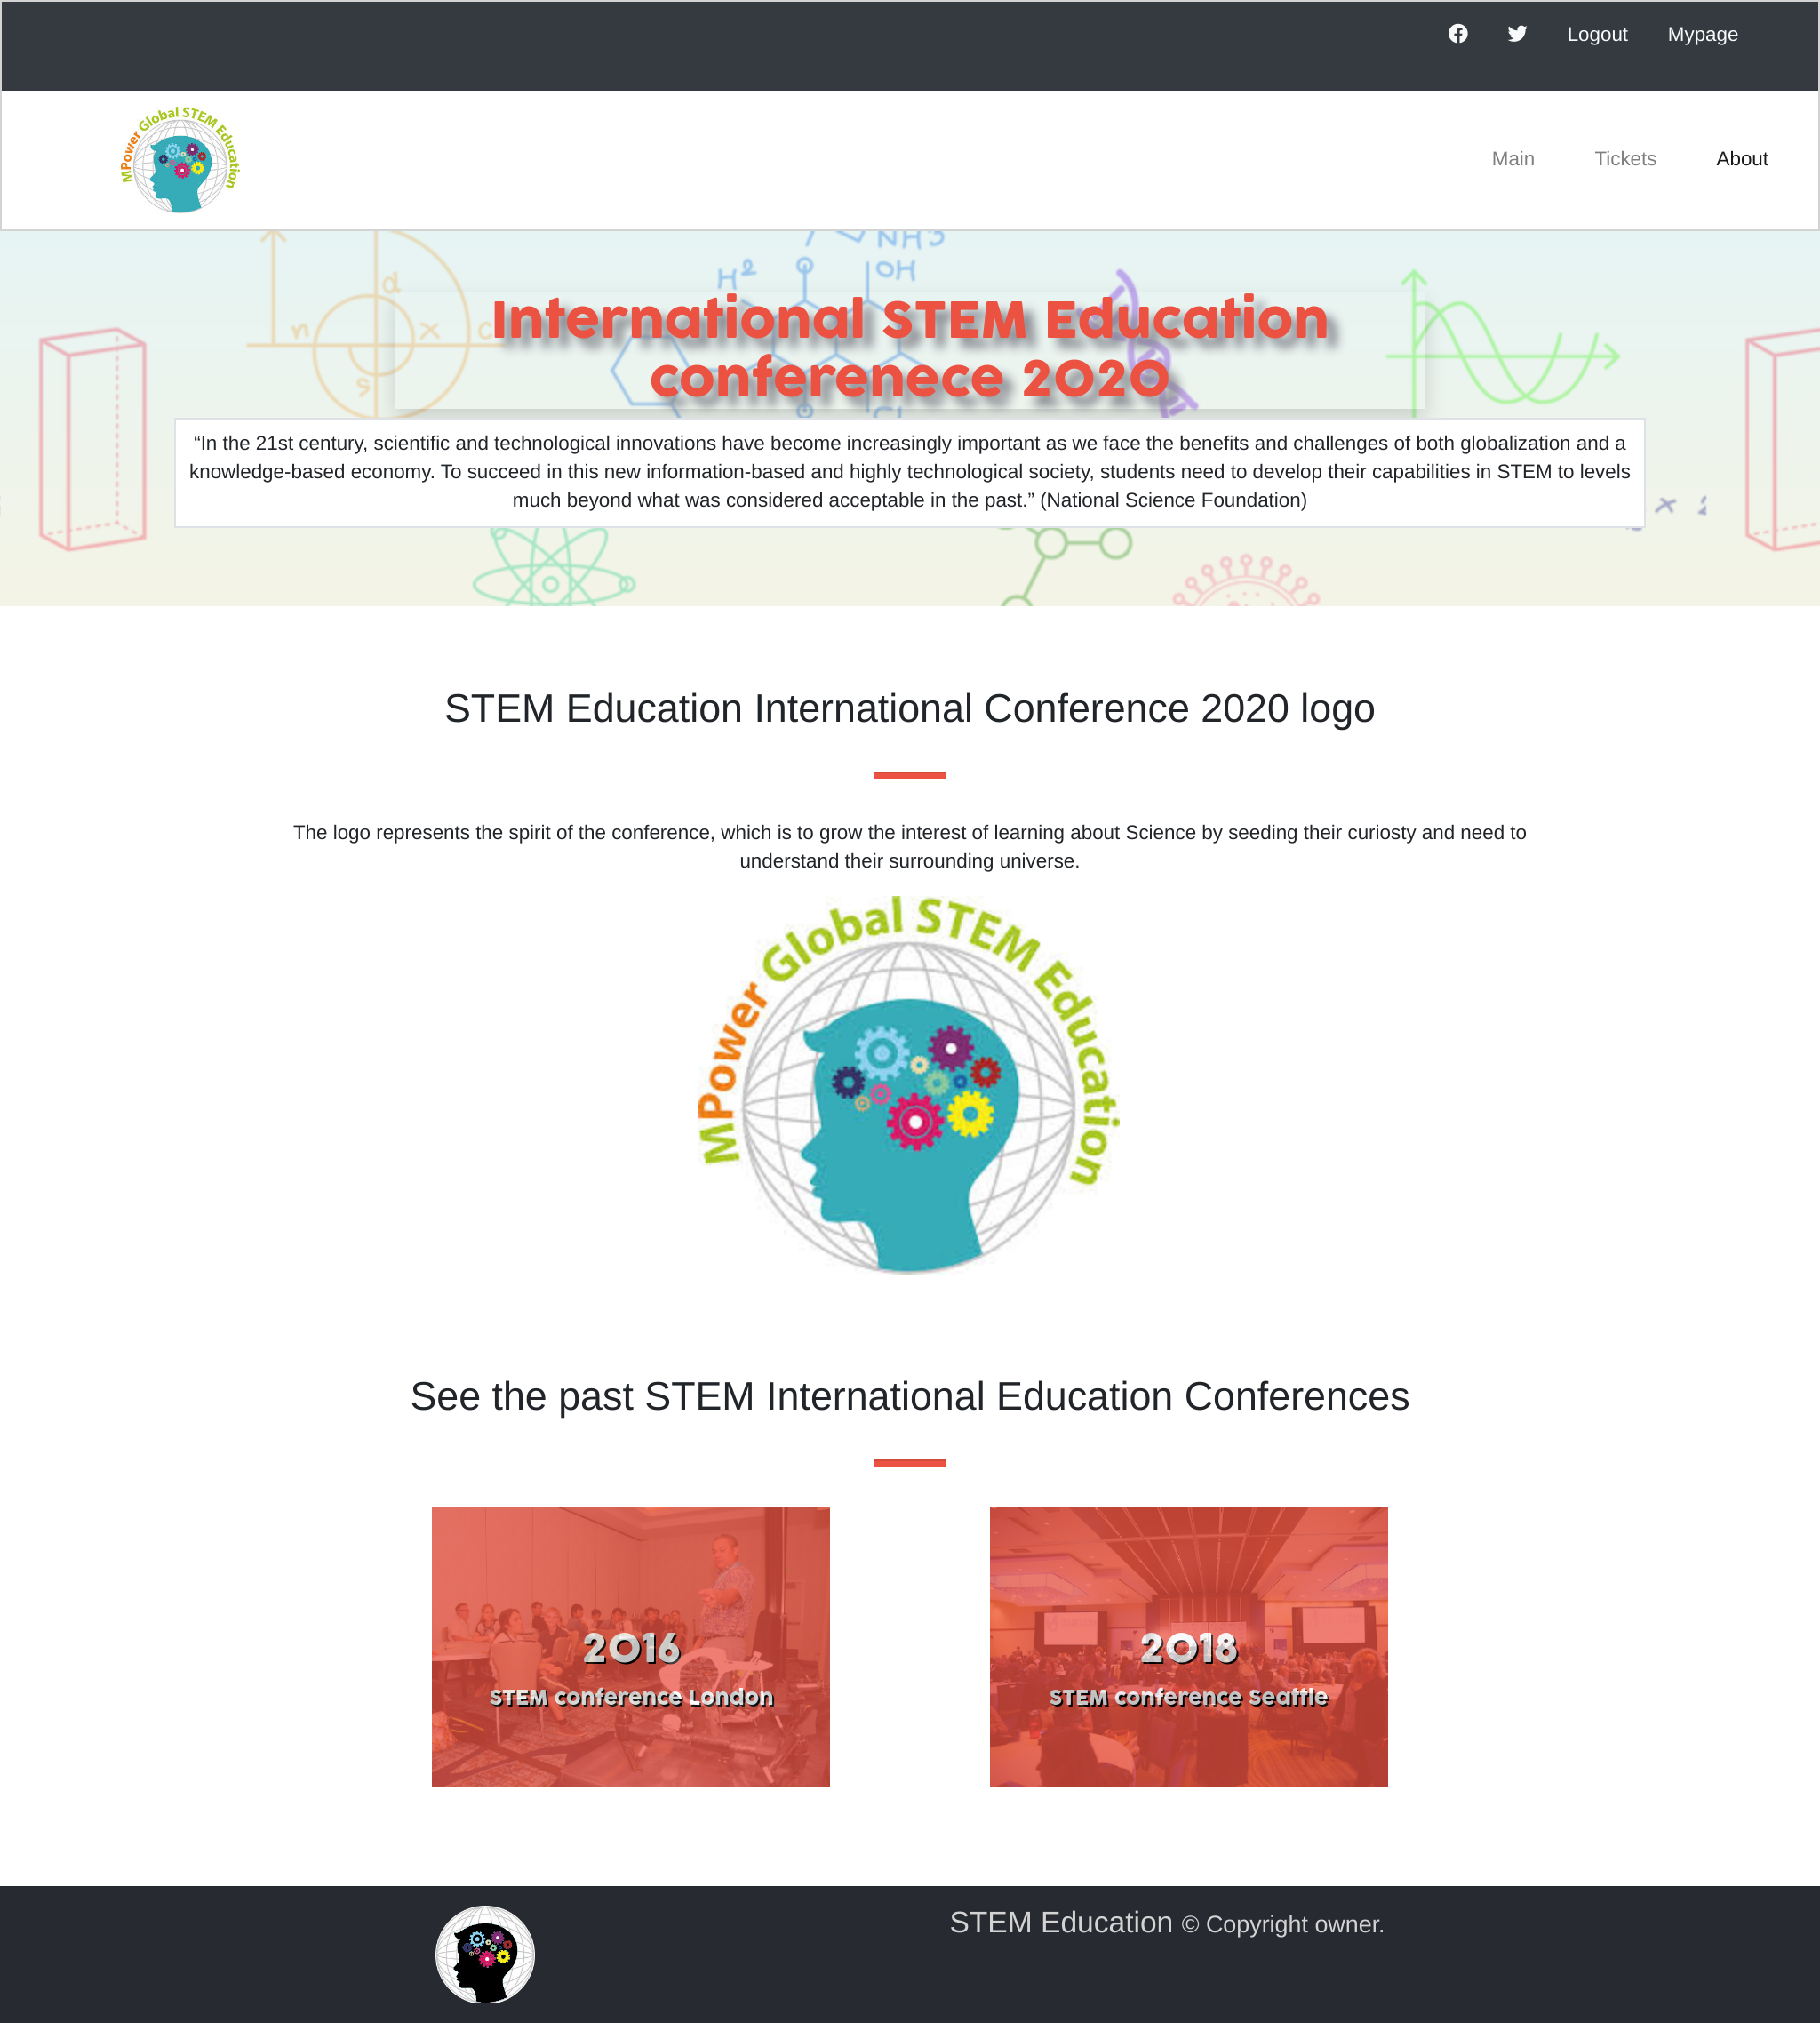 Logout Mypage
MPower Global STEM Education
Main Tickets About
NH3
H2 OH
d
n x c
s
Cl
International STEM Education
conferenece 2020
“In the 21st century, scientific and technological innovations have become increasingly important as we face the benefits and challenges of both globalization and a
knowledge-based economy. To succeed in this new information-based and highly technological society, students need to develop their capabilities in STEM to levels
much beyond what was considered acceptable in the past.” (National Science Foundation)
x
STEM Education International Conference 2020 logo
The logo represents the spirit of the conference, which is to grow the interest of learning about Science by seeding their curiosty and need to
understand their surrounding universe.
MPower Global STEM Education
See the past STEM International Education Conferences
2016
STEM conference London
2018
STEM conference Seattle
STEM Education © Copyright owner.